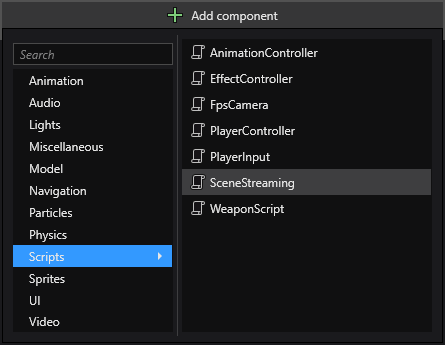 Add component
Search
Animation
Audio
Lights
Miscellaneous
Model
Navigation
Particles
Physics
Scripts
Sprites
UI
Video
AnimationController
EffectController
FpsCamera
PlayerController
PlayerInput
SceneStreaming
WeaponScript